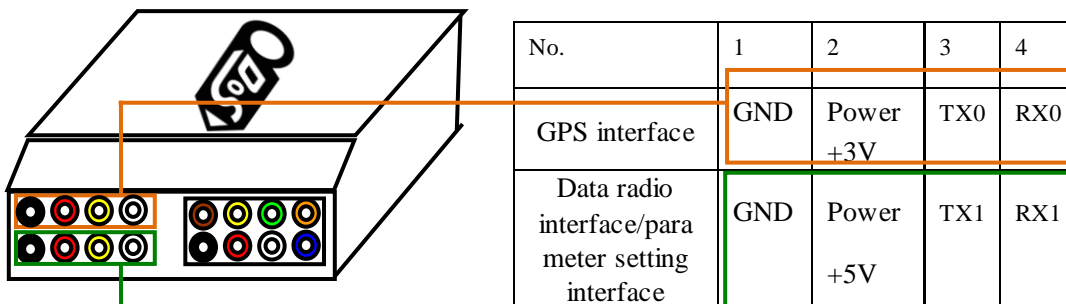 No. 1 2 3 4
GPS interface GND Power +3V TX0 RX0
Data radio interface/para meter setting interface GND Power +5V TX1 RX1